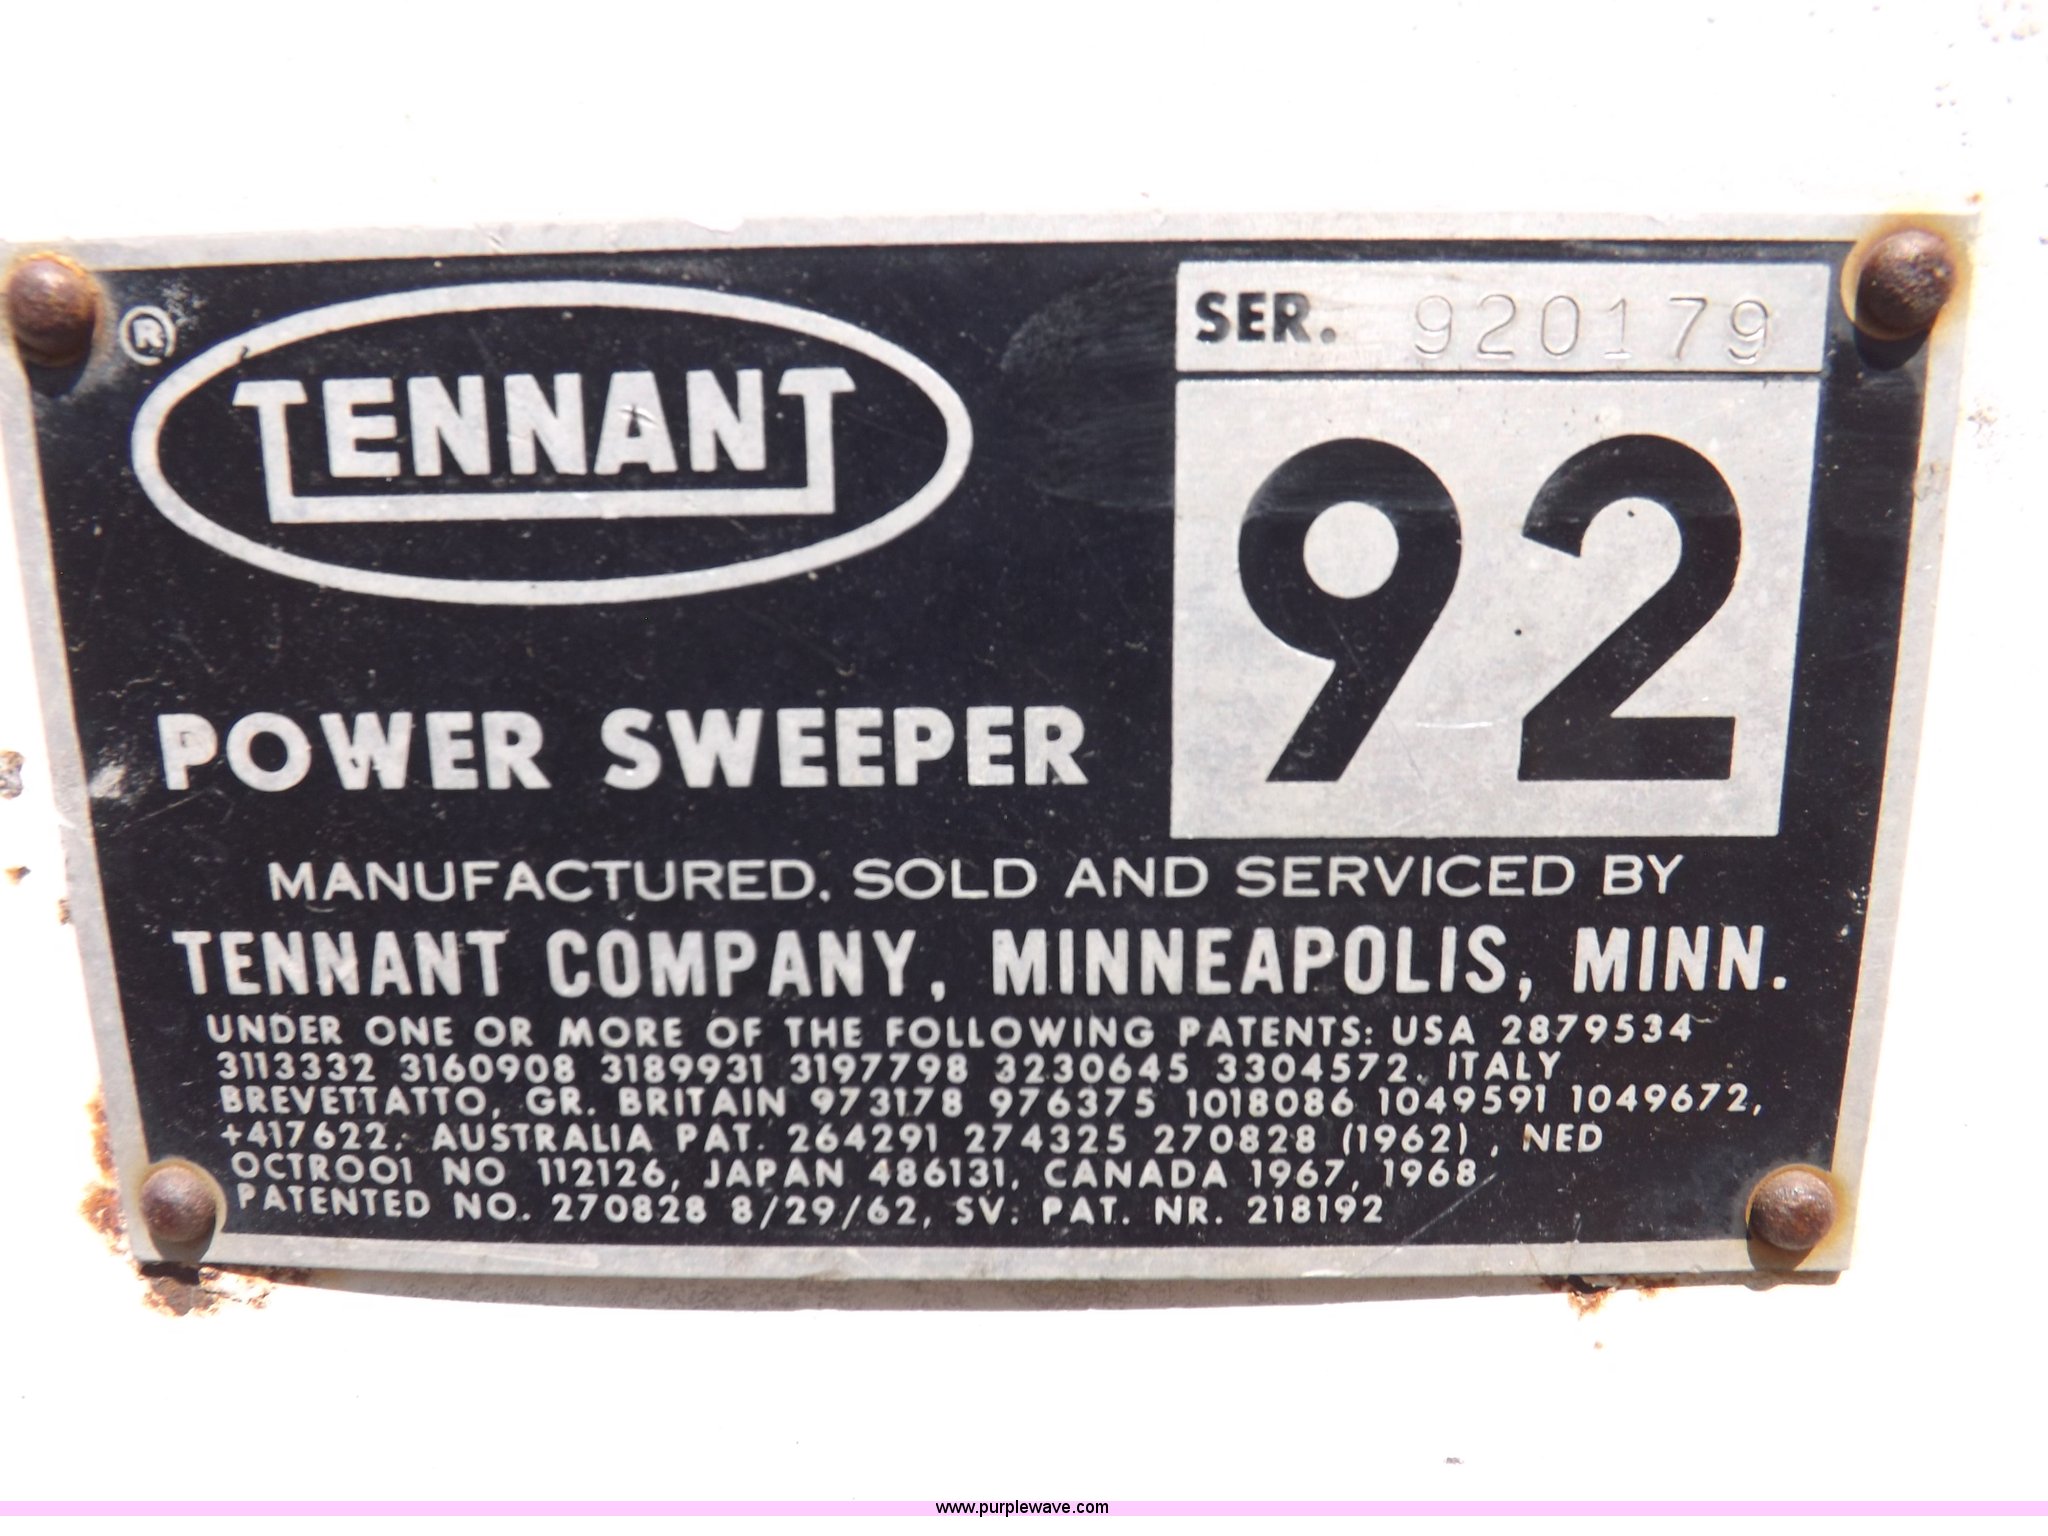 ®
TENNANT
SER. 920179
92
POWER SWEEPER
MANUFACTURED, SOLD AND SERVICED BY
TENNANT COMPANY, MINNEAPOLIS, MINN.
UNDER ONE OR MORE OF THE FOLLOWING PATENTS: USA 2879534
3113332 3160908 3189931 3197798 3230645 3304572, ITALY
BREVETTATTO, GR. BRITAIN 973178 976375 1018086 1049591 1049672,
+417622, AUSTRALIA PAT. 264291 274325 270828 (1962), NED
OCTROO1 NO 112126, JAPAN 486131, CANADA 1967, 1968
PATENTED NO. 270828 8/29/62, SV: PAT. NR. 218192
www.purplewave.com